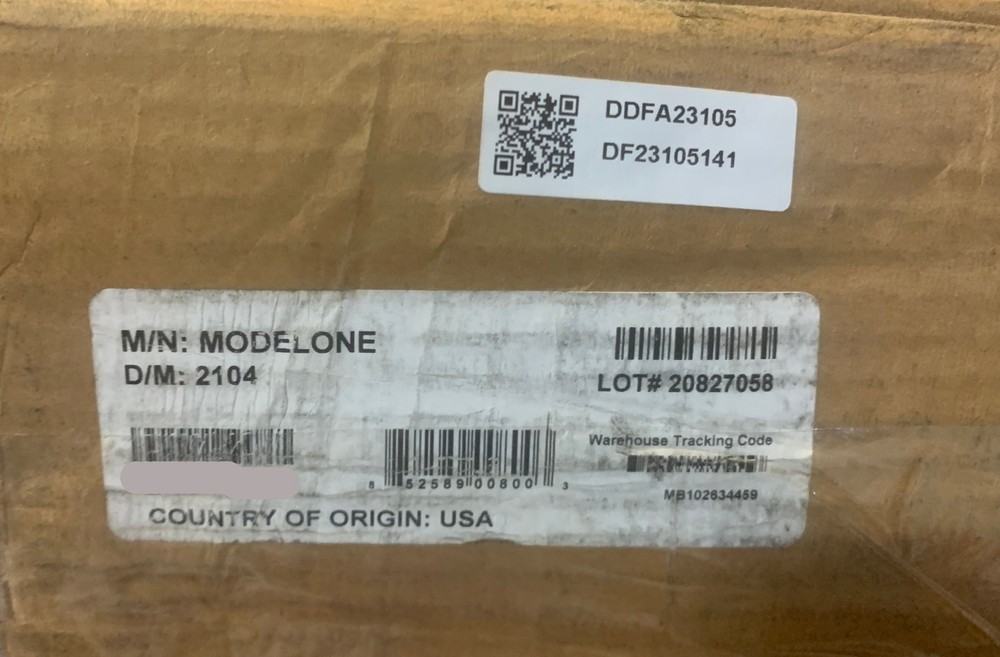 DDFA23105
DF23105141
M/N: MODELONE
D/M: 2104
LOT# 20827058
Warehouse Tracking Code
MB102634459
8 52589 00800 3
COUNTRY OF ORIGIN: USA